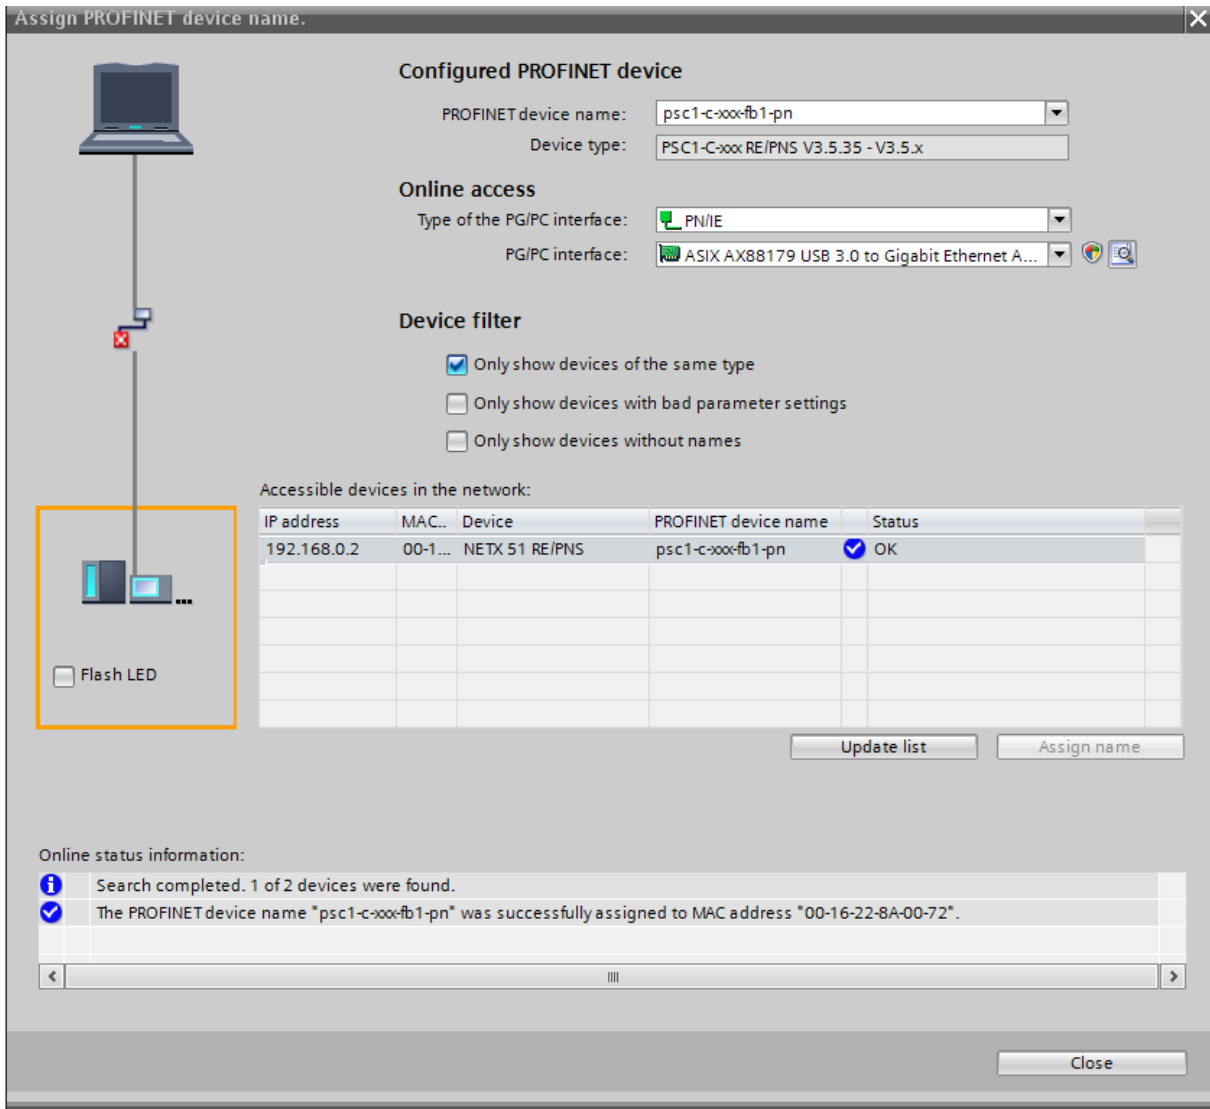 Assign PROFINET device name.
Configured PROFINET device
PROFINET device name: psc1-c-xxx-fb1-pn
Device type: PSC1-C-xxx RE/PNS V3.5.35 - V3.5.x
Online access
Type of the PG/PC interface: PN/IE
PG/PC interface: ASIX AX88179 USB 3.0 to Gigabit Ethernet A...
Device filter
Only show devices of the same type
Only show devices with bad parameter settings
Only show devices without names
Accessible devices in the network:
IP address MAC.. Device PROFINET device name Status
192.168.0.2 00-1... NETX 51 RE/PNS psc1-c-xxx-fb1-pn OK
Flash LED
Update list Assign name
Online status information:
Search completed. 1 of 2 devices were found.
The PROFINET device name "psc1-c-xxx-fb1-pn" was successfully assigned to MAC address "00-16-22-8A-00-72".
Close